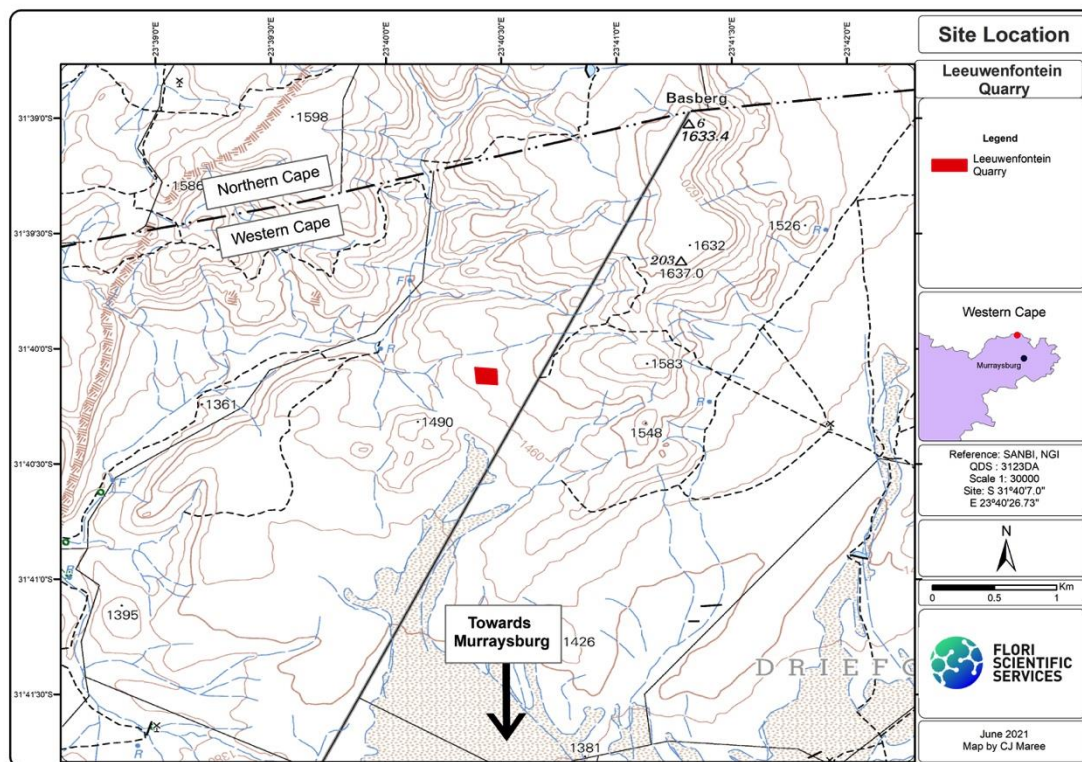 23°39'0"E
23°39'30"E
23°40'0"E
23°40'30"E
23°41'0"E
23°41'30"E
23°42'0"E
31°39'0"S
31°39'30"S
31°40'0"S
31°40'30"S
31°41'0"S
31°41'30"S
Basberg
6
1633.4
1598
Northern Cape
1586
Western Cape
1620
1526
R
1632
203
1637.0
F
R
1583
1361
R
1490
1548
1460
F
1395
Towards
Murraysburg
1426
DRIEF
1381
R
Site Location
Leeuwenfontein
Quarry
Legend
Leeuwenfontein
Quarry
Western Cape
Murraysburg
Reference: SANBI, NGI
QDS : 3123DA
Scale 1: 30000
Site: S 31°40'7.0"
E 23°40'26.73"
N
Km
0 0.5 1
FLORI
SCIENTIFIC
SERVICES
June 2021
Map by CJ Maree